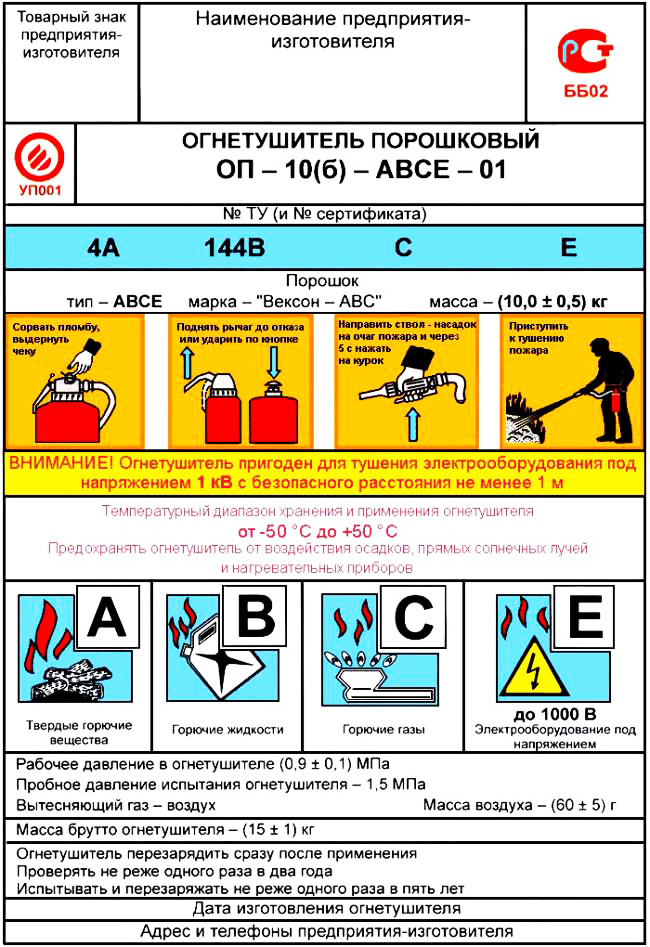 Товарный знак
предприятия-
изготовителя
Наименование предприятия-
изготовителя
РСТ
ББ02
УП001
ОГНЕТУШИТЕЛЬ ПОРОШКОВЫЙ
ОП – 10(б) – АВСЕ – 01
№ ТУ (и № сертификата)
4А 144В С Е
Порошок
тип – АВСЕ марка – "Вексон – АВС" масса – (10,0 ± 0,5) кг
Сорвать пломбу,
выдернуть
чеку
Поднять рычаг до отказа
или ударить по кнопке
Направить ствол - насадок
на очаг пожара и через
5 с нажать
на курок
Приступить
к тушению
пожара
ВНИМАНИЕ! Огнетушитель пригоден для тушения электрооборудования под
напряжением 1 кВ с безопасного расстояния не менее 1 м
Температурный диапазон хранения и применения огнетушителя
от -50 °С до +50 °С
Предохранять огнетушитель от воздействия осадков, прямых солнечных лучей
и нагревательных приборов
А
Твердые горючие
вещества
В
Горючие жидкости
С
Горючие газы
Е
до 1000 В
Электрооборудование под
напряжением
Рабочее давление в огнетушителе (0,9 ± 0,1) МПа
Пробное давление испытания огнетушителя – 1,5 МПа
Вытесняющий газ – воздух Масса воздуха – (60 ± 5) г
Масса брутто огнетушителя – (15 ± 1) кг
Огнетушитель перезарядить сразу после применения
Проверять не реже одного раза в два года
Испытывать и перезаряжать не реже одного раза в пять лет
Дата изготовления огнетушителя
Адрес и телефоны предприятия-изготовителя